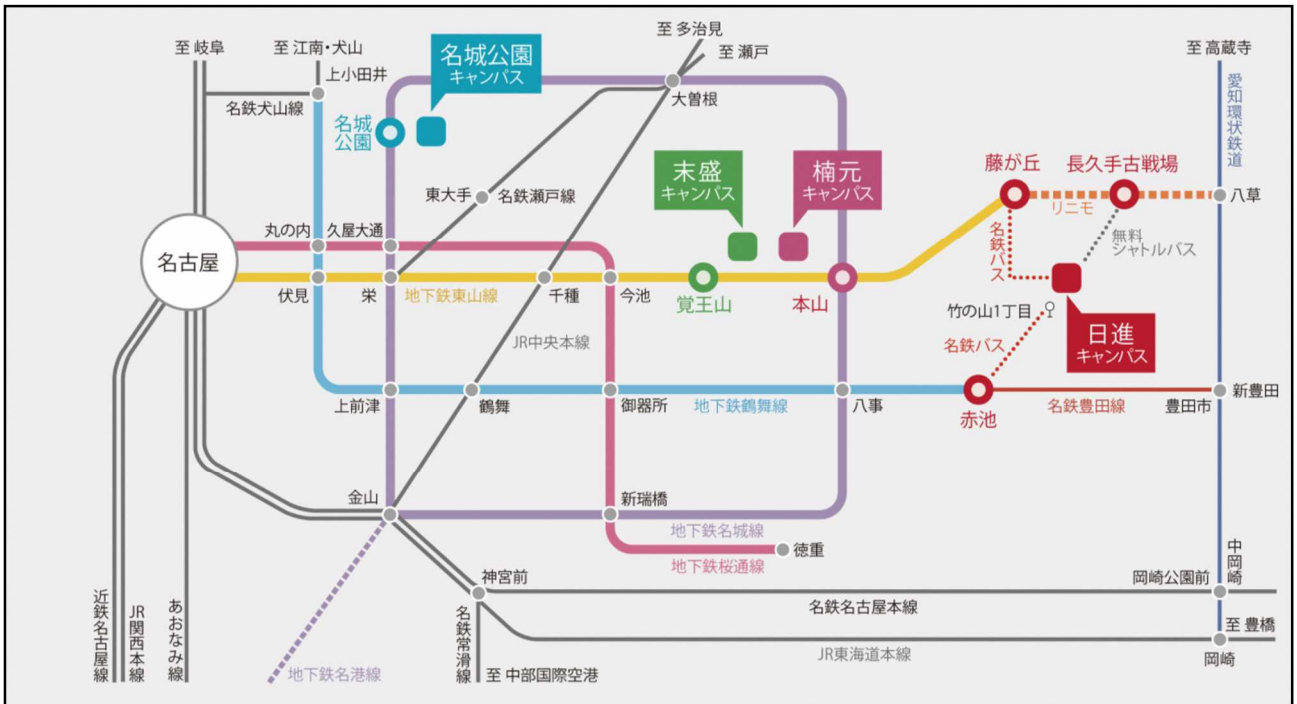 至 多治見
至 岐阜
至 江南・犬山
名城公園
キャンパス
至 瀬戸
至 高蔵寺
上小田井
愛知環状鉄道
名鉄犬山線
大曽根
名城
公園
末盛
キャンパス
楠元
キャンパス
藤が丘
長久手古戦場
東大手
名鉄瀬戸線
リニモ
八草
丸の内
久屋大通
名鉄バス
無料
シャトルバス
名古屋
伏見
栄
地下鉄東山線
千種
今池
覚王山
本山
竹の山1丁目
日進
キャンパス
JR中央本線
名鉄バス
上前津
鶴舞
御器所
地下鉄鶴舞線
八事
赤池
名鉄豊田線
豊田市
新豊田
金山
新瑞橋
地下鉄名城線
徳重
地下鉄桜通線
中岡崎
神宮前
岡崎公園前
近鉄名古屋線
JR関西本線
あおなみ線
名鉄常滑線
名鉄名古屋本線
至 豊橋
JR東海道本線
岡崎
地下鉄名港線
至 中部国際空港